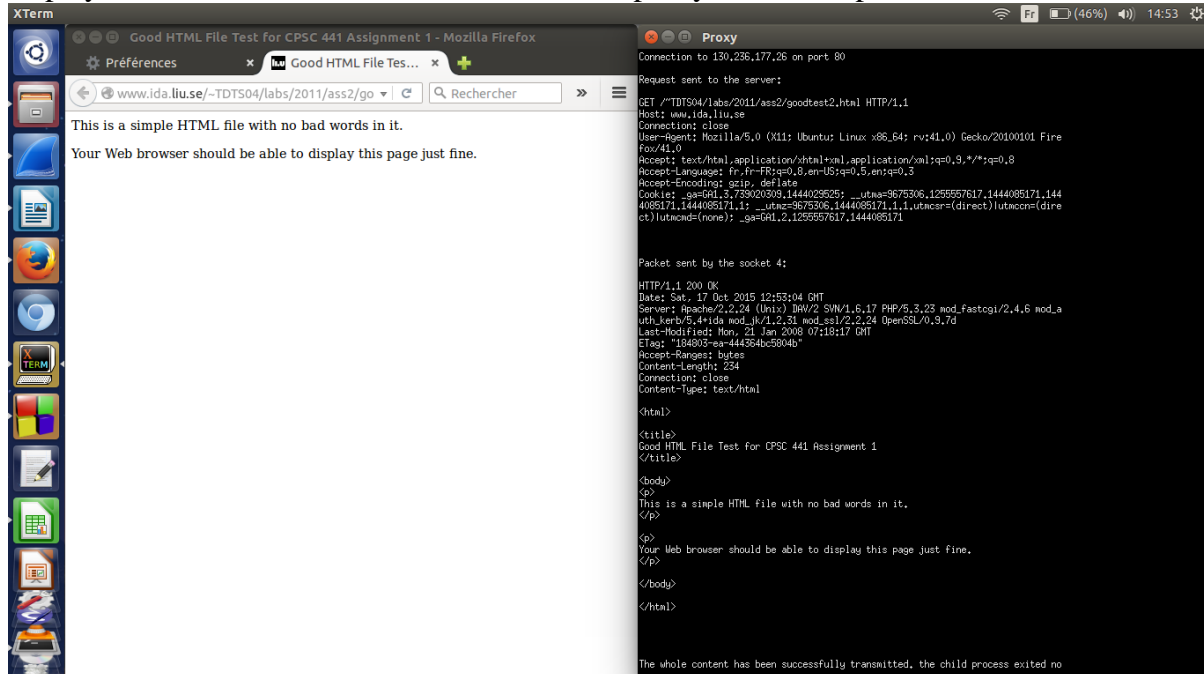 XTerm
Fr (46%) 14:53
Good HTML File Test for CPSC 441 Assignment 1 - Mozilla Firefox
Préférences × Good HTML File Tes... ×
www.ida.liu.se/~TDTS04/labs/2011/ass2/go Rechercher »
This is a simple HTML file with no bad words in it.
Your Web browser should be able to display this page just fine.
X
TERM
Proxy
Connection to 130.236.177.26 on port 80
Request sent to the server:
GET /~TDTS04/labs/2011/ass2/goodtest2.html HTTP/1.1
Host: www.ida.liu.se
Connection: close
User-Agent: Mozilla/5.0 (X11; Ubuntu; Linux x86_64; rv:41.0) Gecko/20100101 Fire
fox/41.0
Accept: text/html,application/xhtml+xml,application/xml;q=0.9,*/*;q=0.8
Accept-Language: fr,fr-FR;q=0.8,en-US;q=0.5,en;q=0.3
Accept-Encoding: gzip, deflate
Cookie: _ga=GA1.3.739020309.1444029525; __utma=9675306.1255557617.1444085171.144
4085171.1444085171.1; __utmz=9675306.1444085171.1.1.utmcsr=(direct)|utmccn=(dire
ct)|utmcmd=(none); _ga=GA1.2.1255557617.1444085171
Packet sent by the socket 4:
HTTP/1.1 200 OK
Date: Sat, 17 Oct 2015 12:53:04 GMT
Server: Apache/2.2.24 (Unix) DAV/2 SVN/1.6.17 PHP/5.3.23 mod_fastcgi/2.4.6 mod_a
uth_kerb/5.4+ida mod_jk/1.2.31 mod_ssl/2.2.24 OpenSSL/0.9.7d
Last-Modified: Mon, 21 Jan 2008 07:18:17 GMT
ETag: "184803-ea-444364bc5804b"
Accept-Ranges: bytes
Content-Length: 234
Connection: close
Content-Type: text/html
<html>
<title>
Good HTML File Test for CPSC 441 Assignment 1
</title>
<body>
<p>
This is a simple HTML file with no bad words in it.
</p>
<p>
Your Web browser should be able to display this page just fine.
</p>
</body>
</html>
The whole content has been successfully transmitted. the child process exited no